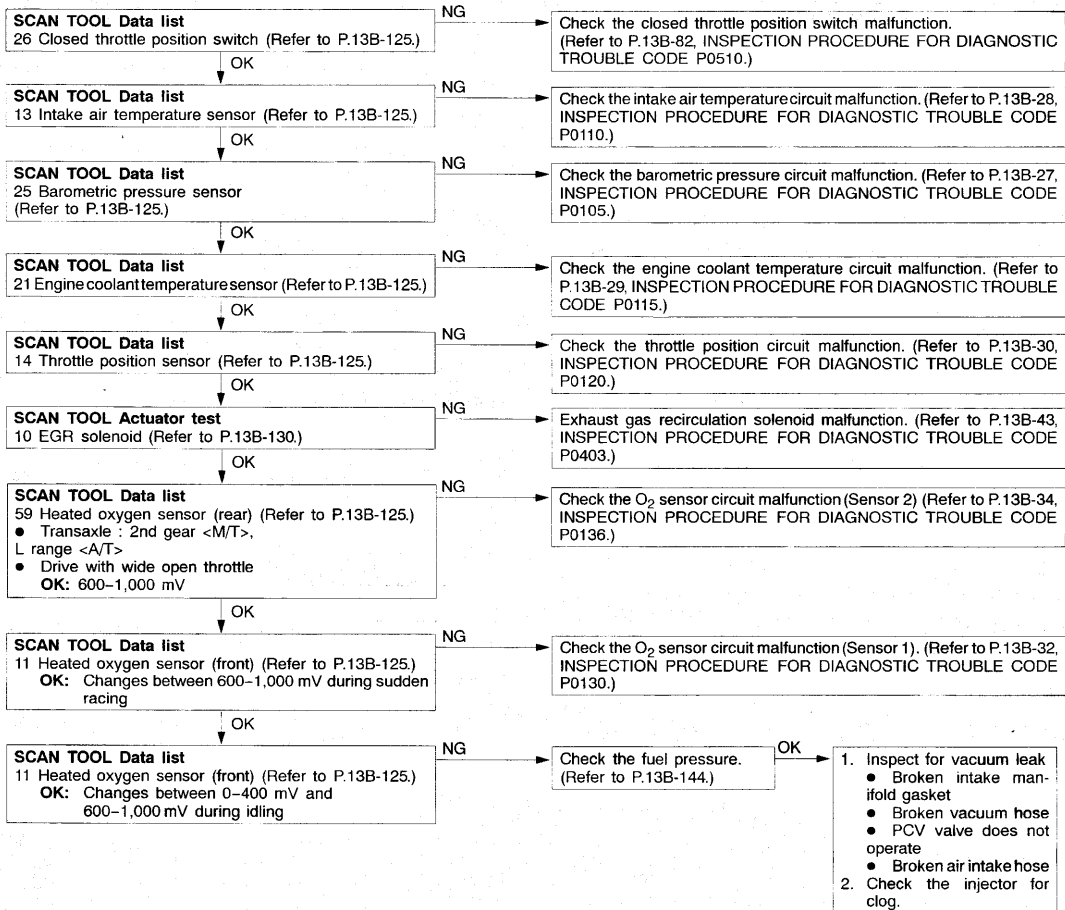 SCAN TOOL Data list
26 Closed throttle position switch (Refer to P.13B-125.)
NG
Check the closed throttle position switch malfunction.
(Refer to P.13B-82, INSPECTION PROCEDURE FOR DIAGNOSTIC
TROUBLE CODE P0510.)
OK
SCAN TOOL Data list
13 Intake air temperature sensor (Refer to P.13B-125.)
NG
Check the intake air temperature circuit malfunction. (Refer to P.13B-28,
INSPECTION PROCEDURE FOR DIAGNOSTIC TROUBLE CODE
P0110.)
OK
SCAN TOOL Data list
25 Barometric pressure sensor
(Refer to P.13B-125.)
NG
Check the barometric pressure circuit malfunction. (Refer to P.13B-27,
INSPECTION PROCEDURE FOR DIAGNOSTIC TROUBLE CODE
P0105.)
OK
SCAN TOOL Data list
21 Engine coolant temperature sensor (Refer to P.13B-125.)
NG
Check the engine coolant temperature circuit malfunction. (Refer to
P.13B-29, INSPECTION PROCEDURE FOR DIAGNOSTIC TROUBLE
CODE P0115.)
OK
SCAN TOOL Data list
14 Throttle position sensor (Refer to P.13B-125.)
NG
Check the throttle position circuit malfunction. (Refer to P.13B-30,
INSPECTION PROCEDURE FOR DIAGNOSTIC TROUBLE CODE
P0120.)
OK
SCAN TOOL Actuator test
10 EGR solenoid (Refer to P.13B-130.)
NG
Exhaust gas recirculation solenoid malfunction. (Refer to P.13B-43,
INSPECTION PROCEDURE FOR DIAGNOSTIC TROUBLE CODE
P0403.)
OK
SCAN TOOL Data list
59 Heated oxygen sensor (rear) (Refer to P.13B-125.)
● Transaxle : 2nd gear <M/T>,
L range <A/T>
● Drive with wide open throttle
OK: 600–1,000 mV
NG
Check the O2 sensor circuit malfunction (Sensor 2) (Refer to P.13B-34,
INSPECTION PROCEDURE FOR DIAGNOSTIC TROUBLE CODE
P0136.)
OK
SCAN TOOL Data list
11 Heated oxygen sensor (front) (Refer to P.13B-125.)
OK: Changes between 600–1,000 mV during sudden
racing
NG
Check the O2 sensor circuit malfunction (Sensor 1). (Refer to P.13B-32,
INSPECTION PROCEDURE FOR DIAGNOSTIC TROUBLE CODE
P0130.)
OK
SCAN TOOL Data list
11 Heated oxygen sensor (front) (Refer to P.13B-125.)
OK: Changes between 0–400 mV and
600–1,000 mV during idling
NG
Check the fuel pressure.
(Refer to P.13B-144.)
OK
1. Inspect for vacuum leak
● Broken intake man-
ifold gasket
● Broken vacuum hose
● PCV valve does not
operate
● Broken air intake hose
2. Check the injector for
clog.